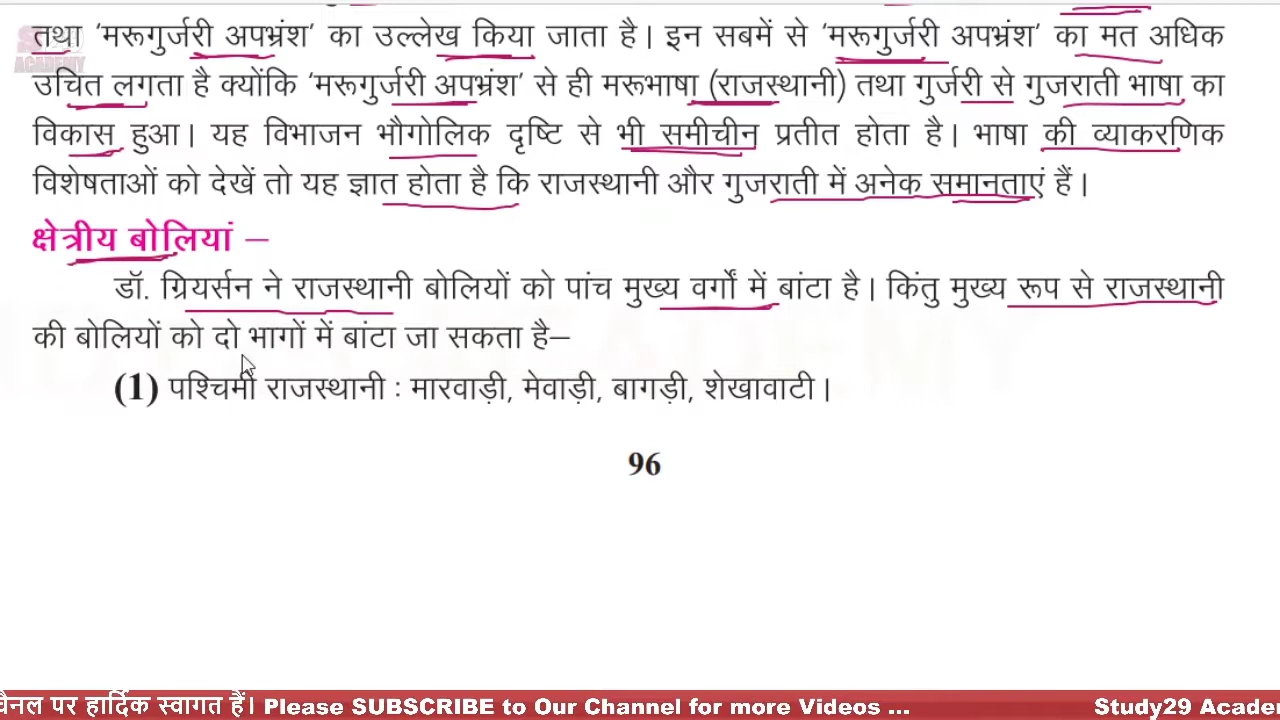 तथा ‘मरूगुर्जरी अपभ्रंश’ का उल्लेख किया जाता है। इन सबमें से ‘मरूगुर्जरी अपभ्रंश’ का मत अधिक
उचित लगता है क्योंकि ‘मरूगुर्जरी अपभ्रंश’ से ही मरूभाषा (राजस्थानी) तथा गुर्जरी से गुजराती भाषा का
विकास हुआ। यह विभाजन भौगोलिक दृष्टि से भी समीचीन प्रतीत होता है। भाषा की व्याकरणिक
विशेषताओं को देखें तो यह ज्ञात होता है कि राजस्थानी और गुजराती में अनेक समानताएं हैं।
क्षेत्रीय बोलियां –
डॉ. ग्रियर्सन ने राजस्थानी बोलियों को पांच मुख्य वर्गों में बांटा है। किंतु मुख्य रूप से राजस्थानी
की बोलियों को दो भागों में बांटा जा सकता है–
(1) पश्चिमी राजस्थानी : मारवाड़ी, मेवाड़ी, बागड़ी, शेखावाटी।
96
पर हार्दिक स्वागत हैं। Please SUBSCRIBE to Our Channel for more Videos ... Study29